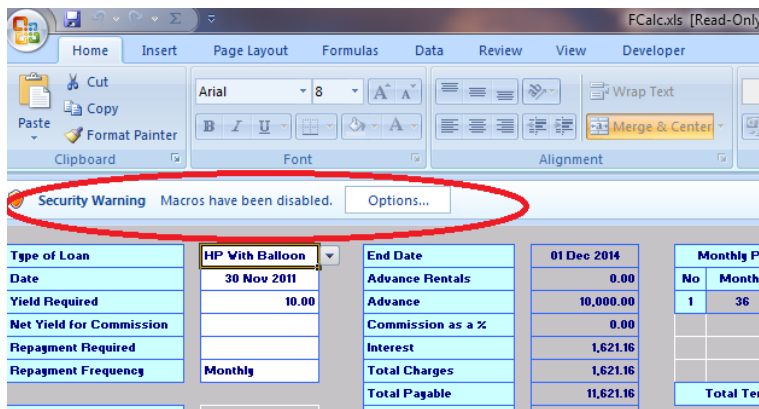 FCalc.xls [Read-Only
Home Insert Page Layout Formulas Data Review View Developer
Cut
Copy
Format Painter
Paste
Arial 8
Wrap Text
B I U A
Merge & Center
Clipboard Font Alignment
Security Warning Macros have been disabled. Options...
Type of Loan HP With Balloon End Date 01 Dec 2014 Monthly P
Date 30 Nov 2011 Advance Rentals 0.00 No Month
Yield Required 10.00 Advance 10,000.00 1 36
Net Yield for Commission Commission as a % 0.00
Repayment Required Interest 1,621.16
Repayment Frequency Monthly Total Charges 1,621.16
Total Payable 11,621.16 Total Ter